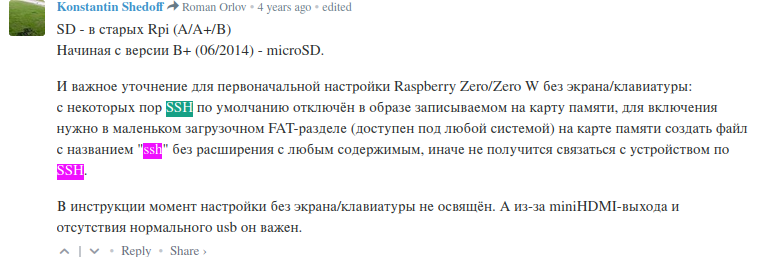 Konstantin Shedoff Roman Orlov • 4 years ago • edited
SD - в старых Rpi (A/A+/B)
Начиная с версии B+ (06/2014) - microSD.
И важное уточнение для первоначальной настройки Raspberry Zero/Zero W без экрана/клавиатуры:
с некоторых пор SSH по умолчанию отключён в образе записываемом на карту памяти, для включения
нужно в маленьком загрузочном FAT-разделе (доступен под любой системой) на карте памяти создать файл
с названием "ssh" без расширения с любым содержимым, иначе не получится связаться с устройством по
SSH.
В инструкции момент настройки без экрана/клавиатуры не освящён. А из-за miniHDMI-выхода и
отсутствия нормального usb он важен.
| • Reply • Share ›